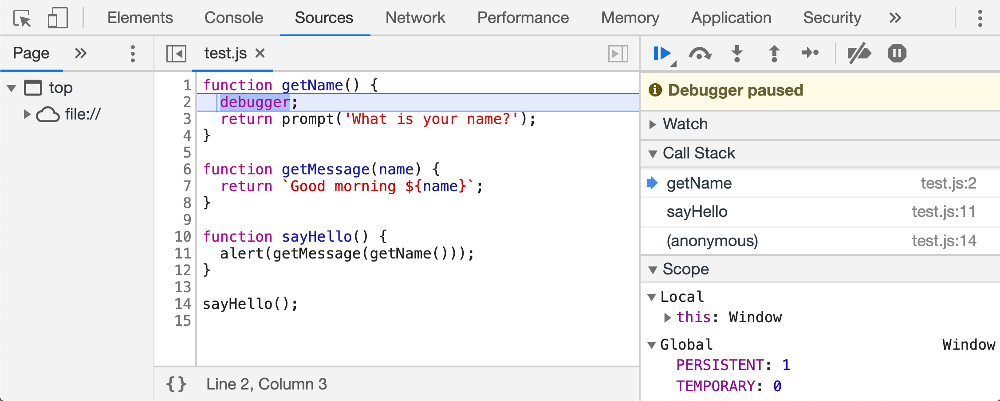 Elements Console Sources Network Performance Memory Application Security »
Page »
test.js ×
top
file://
1 function getName() {
2   debugger;
3   return prompt('What is your name?');
4 }
5
6 function getMessage(name) {
7   return `Good morning ${name}`;
8 }
9
10 function sayHello() {
11   alert(getMessage(getName()));
12 }
13
14 sayHello();
15
{} Line 2, Column 3
Debugger paused
Watch
Call Stack
getName test.js:2
sayHello test.js:11
(anonymous) test.js:14
Scope
Local
this: Window
Global Window
PERSISTENT: 1
TEMPORARY: 0